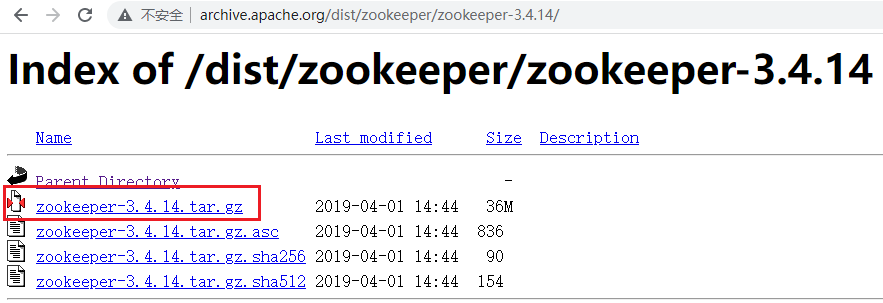 不安全 | archive.apache.org/dist/zookeeper/zookeeper-3.4.14/
Index of /dist/zookeeper/zookeeper-3.4.14
Name Last modified Size Description
Parent Directory -
zookeeper-3.4.14.tar.gz 2019-04-01 14:44 36M
zookeeper-3.4.14.tar.gz.asc 2019-04-01 14:44 836
zookeeper-3.4.14.tar.gz.sha256 2019-04-01 14:44 90
zookeeper-3.4.14.tar.gz.sha512 2019-04-01 14:44 154